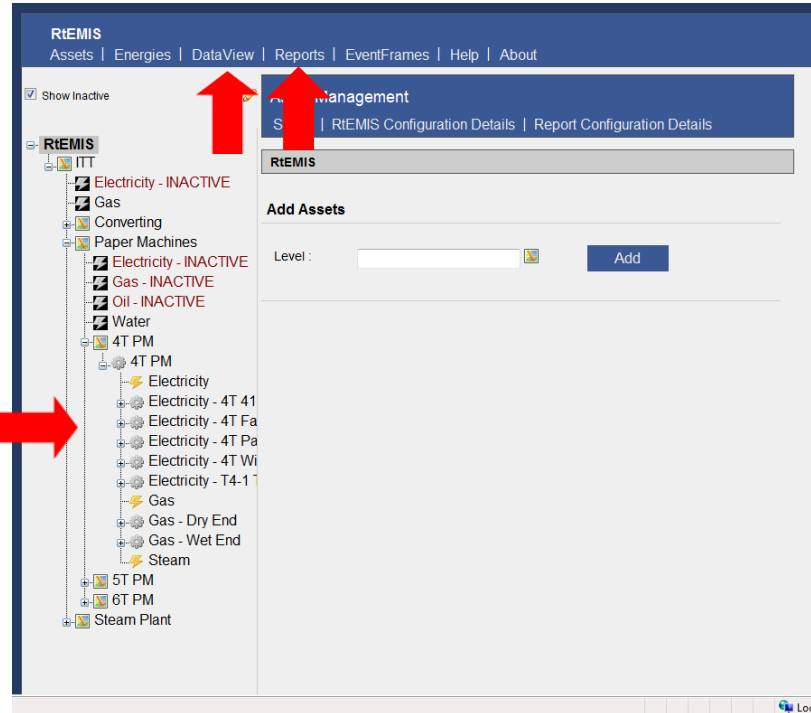 RtEMIS
Assets | Energies | DataView | Reports | EventFrames | Help | About
Show Inactive
Management
| RtEMIS Configuration Details | Report Configuration Details
RtEMIS
ITT
Electricity - INACTIVE
Gas
Converting
Paper Machines
Electricity - INACTIVE
Gas - INACTIVE
Oil - INACTIVE
Water
4T PM
4T PM
Electricity
Electricity - 4T 41
Electricity - 4T Fa
Electricity - 4T Pa
Electricity - 4T Wi
Electricity - T4-1
Gas
Gas - Dry End
Gas - Wet End
Steam
5T PM
6T PM
Steam Plant
RtEMIS
Add Assets
Level :
Add